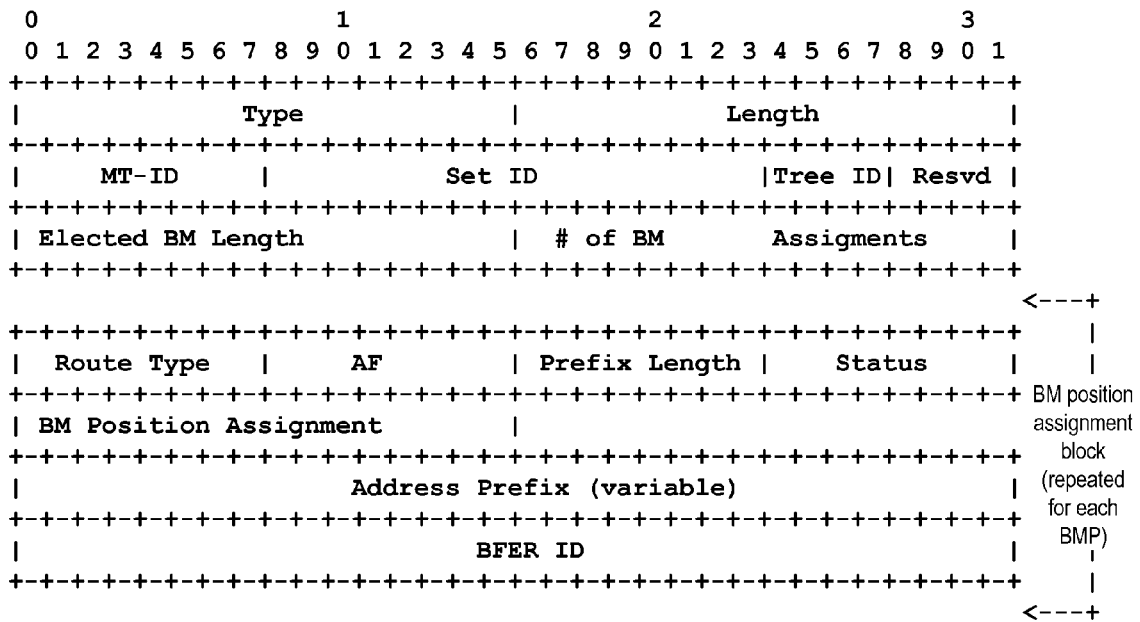 0                   1                   2                   3
0 1 2 3 4 5 6 7 8 9 0 1 2 3 4 5 6 7 8 9 0 1 2 3 4 5 6 7 8 9 0 1
+-+-+-+-+-+-+-+-+-+-+-+-+-+-+-+-+-+-+-+-+-+-+-+-+-+-+-+-+-+-+-+-+
| Type | Length |
+-+-+-+-+-+-+-+-+-+-+-+-+-+-+-+-+-+-+-+-+-+-+-+-+-+-+-+-+-+-+-+-+
| MT-ID | Set ID |Tree ID| Resvd |
+-+-+-+-+-+-+-+-+-+-+-+-+-+-+-+-+-+-+-+-+-+-+-+-+-+-+-+-+-+-+-+-+
| Elected BM Length | # of BM Assigments |
+-+-+-+-+-+-+-+-+-+-+-+-+-+-+-+-+-+-+-+-+-+-+-+-+-+-+-+-+-+-+-+-+
<---+
+-+-+-+-+-+-+-+-+-+-+-+-+-+-+-+-+-+-+-+-+-+-+-+-+-+-+-+-+-+-+-+-+ |
| Route Type | AF | Prefix Length | Status | |
+-+-+-+-+-+-+-+-+-+-+-+-+-+-+-+-+-+-+-+-+-+-+-+-+-+-+-+-+-+-+-+-+
| BM Position Assignment |
+-+-+-+-+-+-+-+-+-+-+-+-+-+-+-+-+-+-+-+-+-+-+-+-+-+-+-+-+-+-+-+-+
| Address Prefix (variable) |
+-+-+-+-+-+-+-+-+-+-+-+-+-+-+-+-+-+-+-+-+-+-+-+-+-+-+-+-+-+-+-+-+
| BFER ID |
+-+-+-+-+-+-+-+-+-+-+-+-+-+-+-+-+-+-+-+-+-+-+-+-+-+-+-+-+-+-+-+-+ |
<---+
BM position
assignment
block
(repeated
for each
BMP)